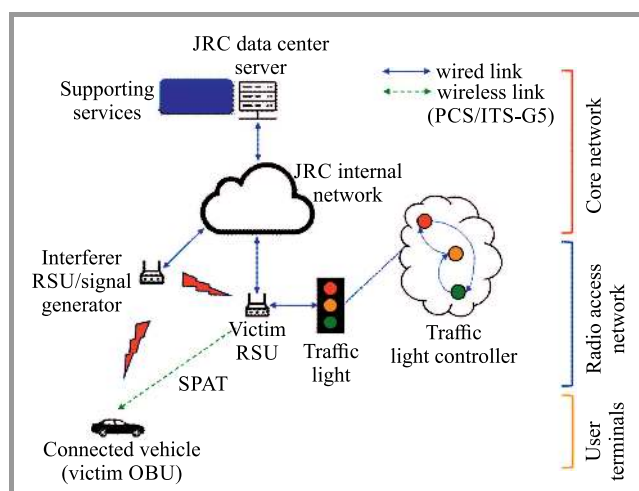 JRC data center
server
Supporting
services
wired link
wireless link
(PCS/ITS-G5)
JRC internal
network
Core network
Interferer
RSU/signal
generator
Victim
RSU
Traffic
light
Traffic
light controller
Radio access
network
SPAT
Connected vehicle
(victim OBU)
User
terminals